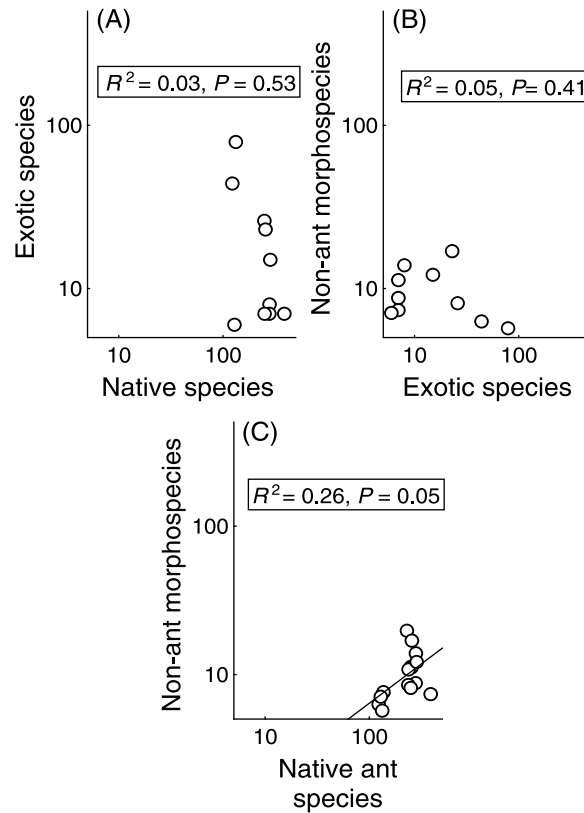 (A)
R² = 0.03, P = 0.53
Exotic species
100
10
10
100
Native species
(B)
R² = 0.05, P= 0.41
Non-ant morphospecies
100
10
10
100
Exotic species
(C)
R² = 0.26, P = 0.05
Non-ant morphospecies
100
10
10
100
Native ant
species